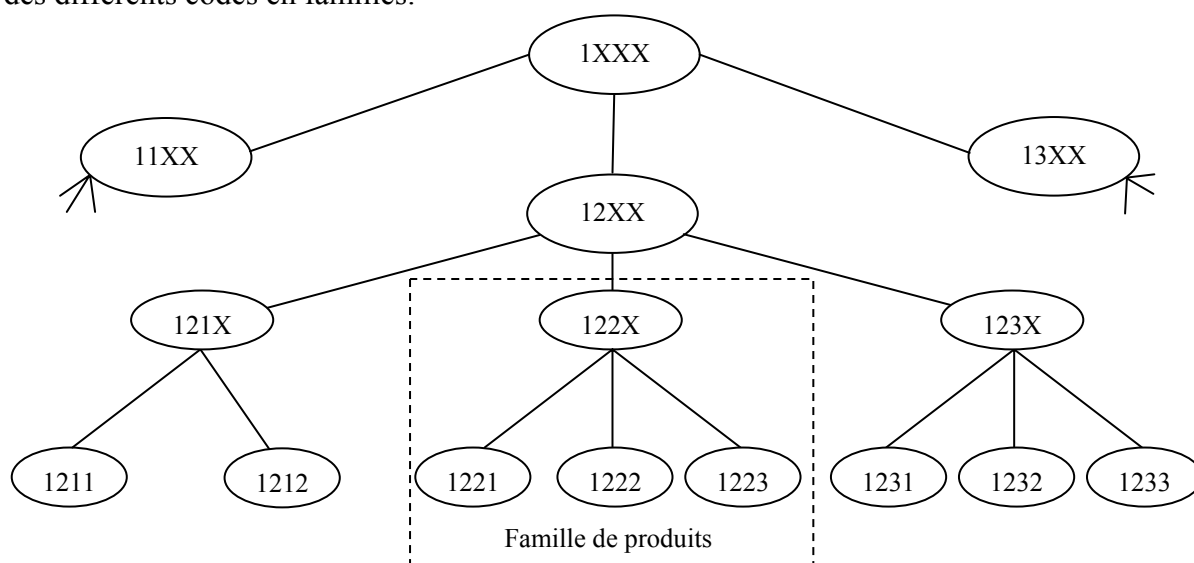 des différents codes en familles.
1XXX
11XX 13XX
12XX
121X 122X 123X
1211 1212 1221 1222 1223 1231 1232 1233
Famille de produits